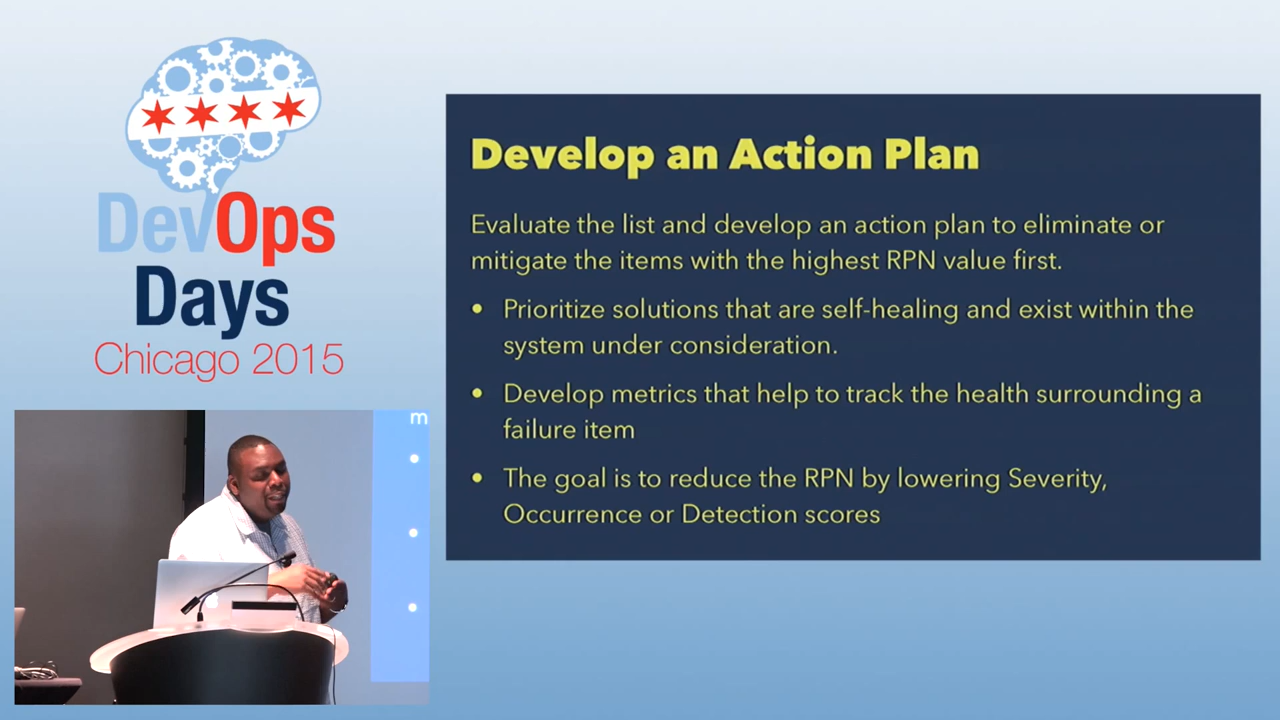 DevOps
Days
Chicago 2015
Develop an Action Plan
Evaluate the list and develop an action plan to eliminate or
mitigate the items with the highest RPN value first.
• Prioritize solutions that are self-healing and exist within the
system under consideration.
• Develop metrics that help to track the health surrounding a
failure item
• The goal is to reduce the RPN by lowering Severity,
Occurrence or Detection scores
m